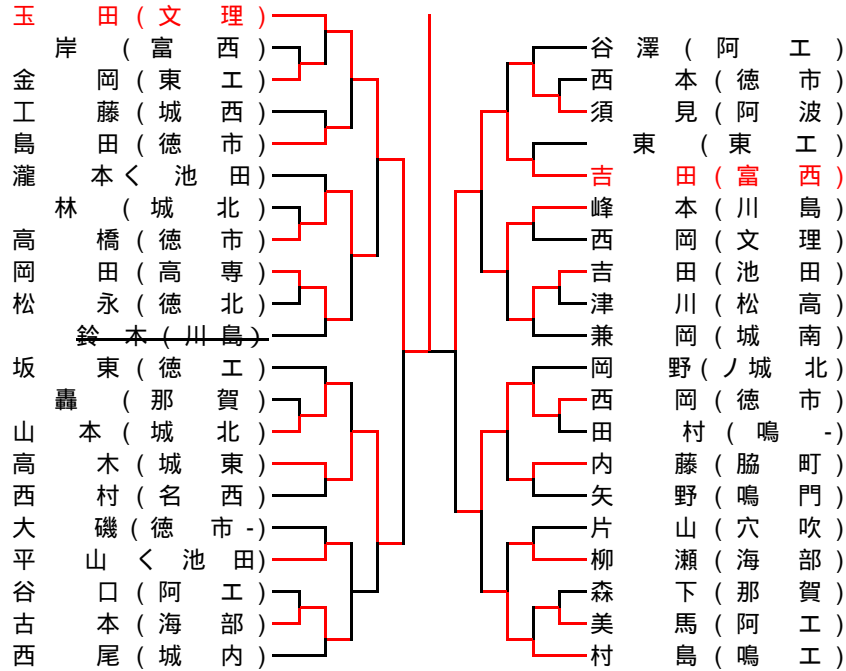 玉田(文理)
岸(富西)
金岡(東工)
工藤(城西)
島田(徳市)
瀧本く池田)
林(城北)
高橋(徳市)
岡田(高専)
松永(徳北)
鈴木(川島)
坂東(徳工)
轟(那賀)
山本(城北)
高木(城東)
西村(名西)
大磯(徳市-)
平山く池田)
谷口(阿工)
古本(海部)
西尾(城内)
谷澤(阿工)
西本(徳市)
須見(阿波)
東(東工)
吉田(富西)
峰本(川島)
西岡(文理)
吉田(池田)
津川(松高)
兼岡(城南)
岡野(ノ城北)
西岡(徳市)
田村(鳴-)
内藤(脇町)
矢野(鳴門)
片山(穴吹)
柳瀬(海部)
森下(那賀)
美馬(阿工)
村島(鳴工)